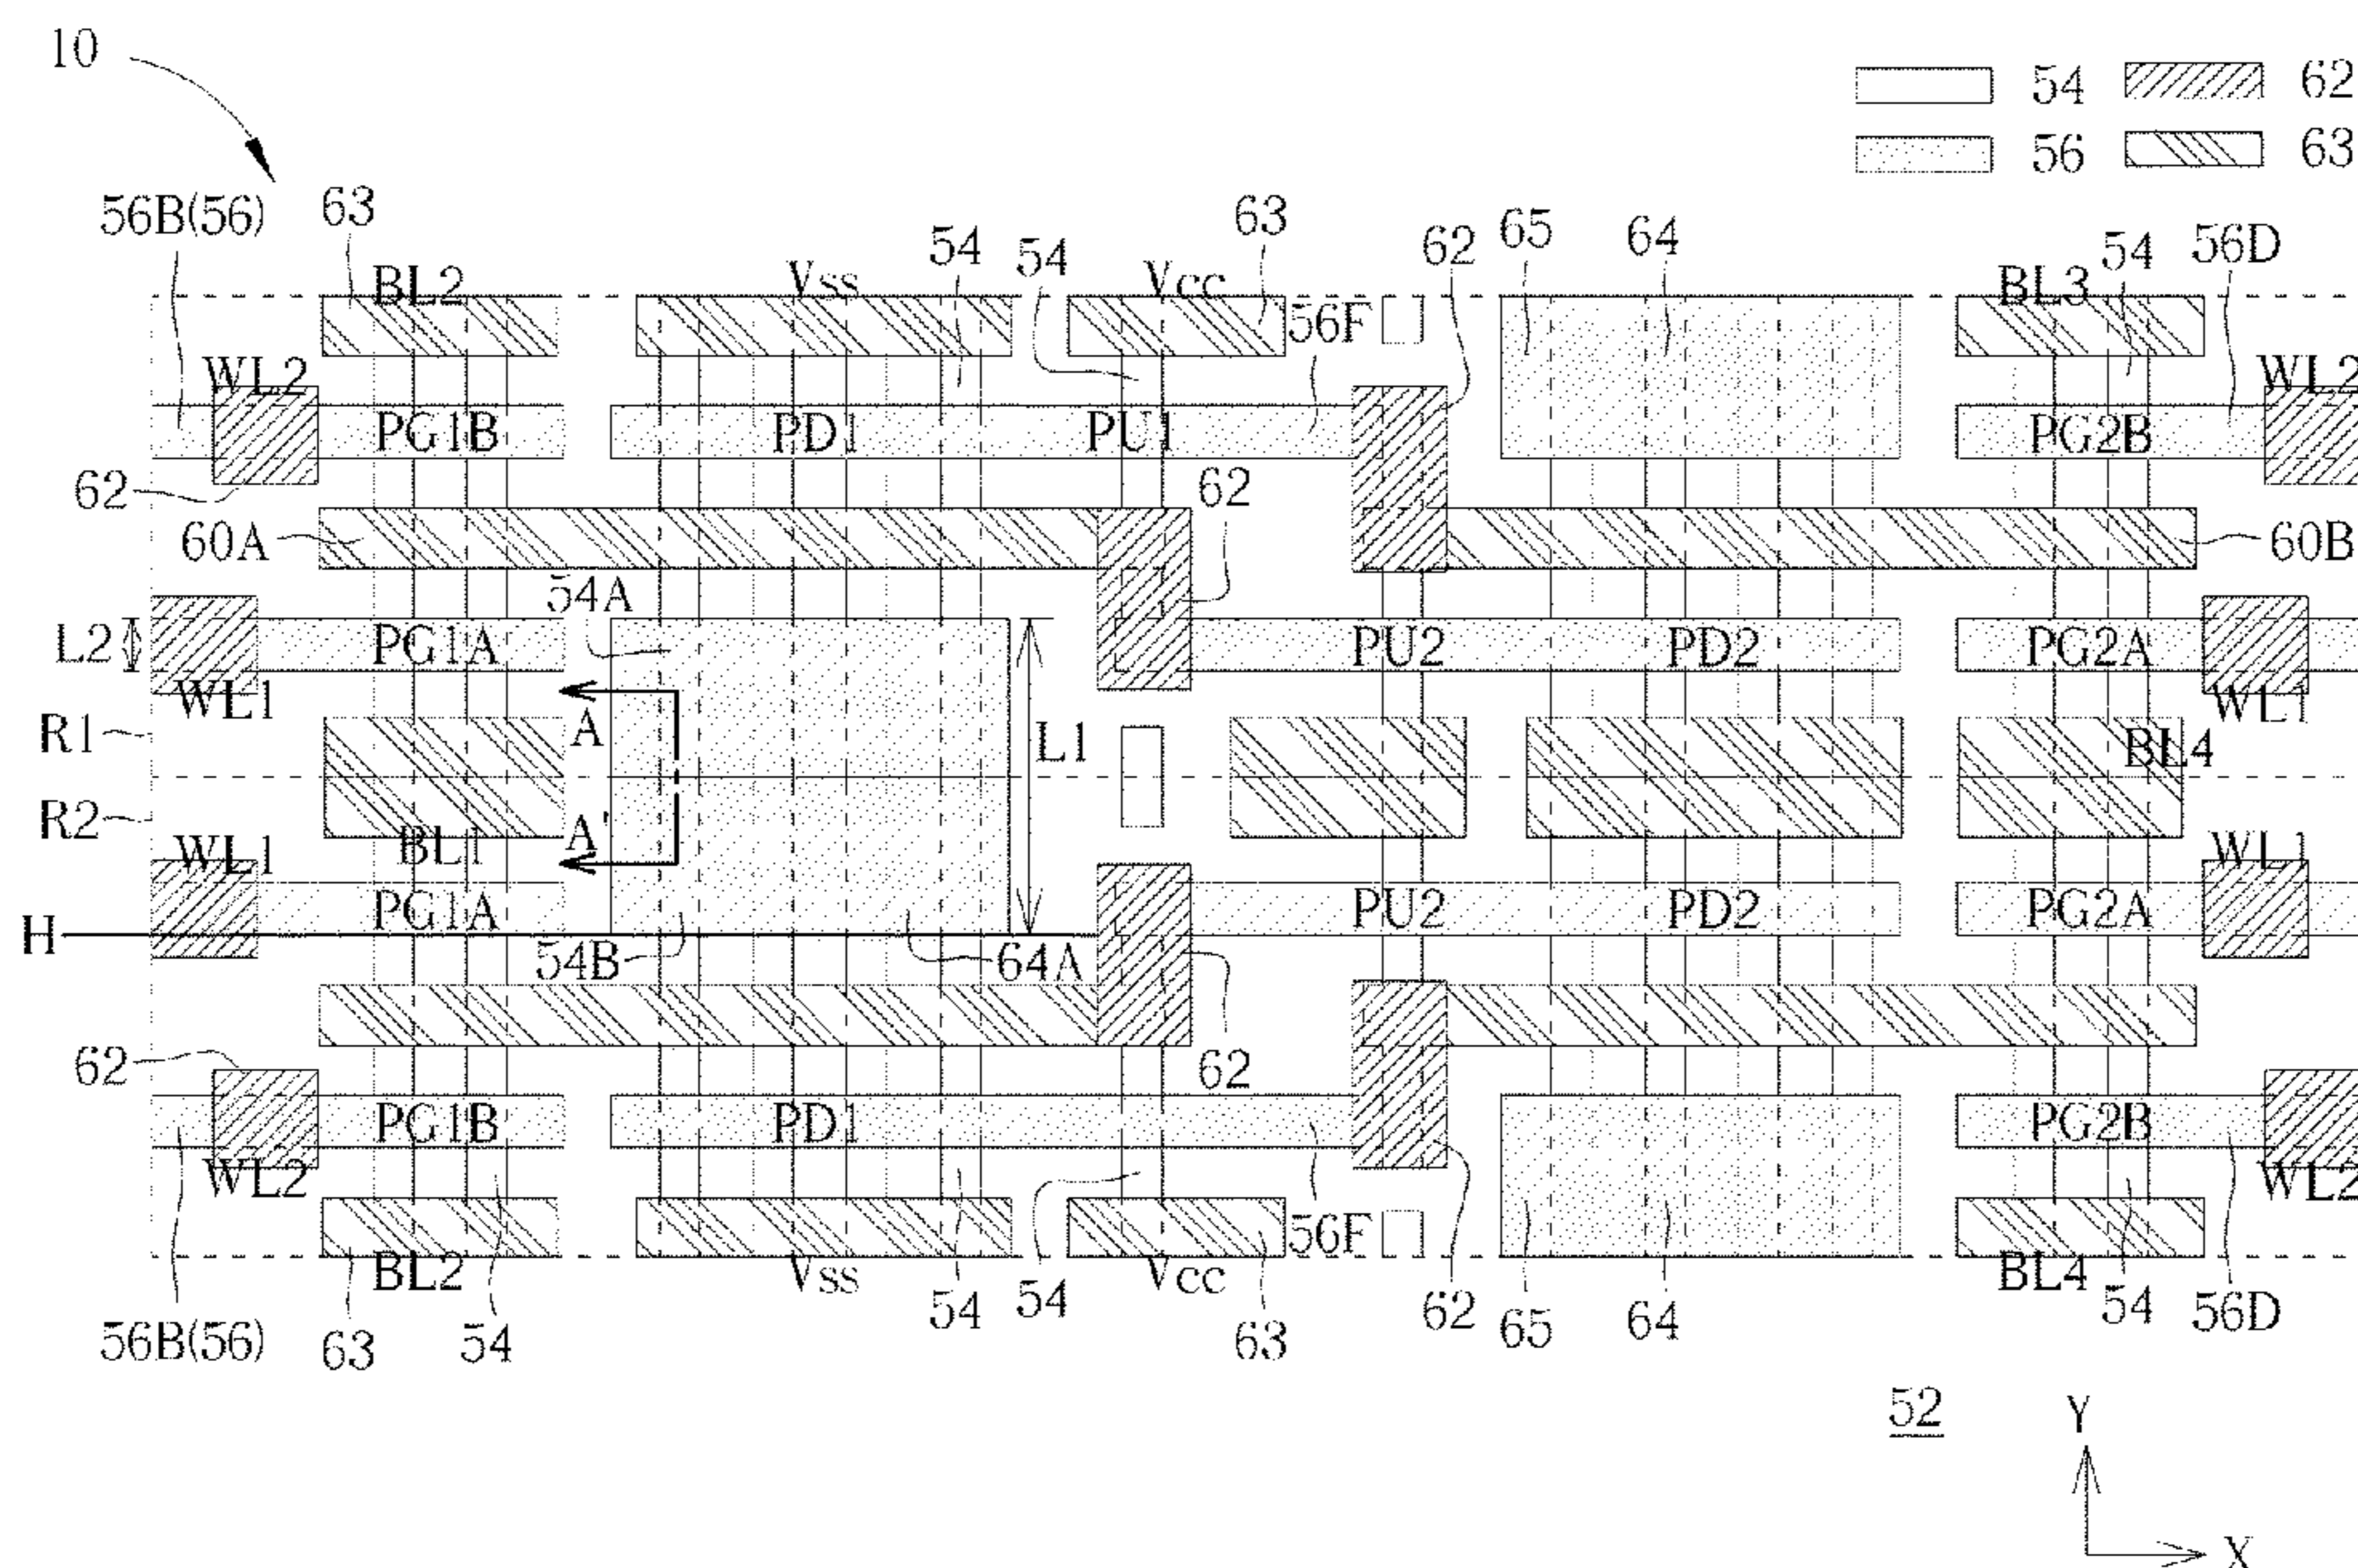 10
54 62
56 63
56B(56) 63 54 54 63 62 65 64 54 56D
BL2 Vss Vcc BL3
56F
WL2 WL2
PG1B PD1 PU1 PG2B
62 62
60A 60B
54A
L2 PG1A PU2 PD2 PG2A
WL1 WL1
R1 A L1 BL4
R2 A'
WL1 BL1 WL1
PG1A PU2 PD2 PG2A
H
54B 64A
62 62
PG1B PD1 PG2B
WL2 WL2
56F
BL2 Vss Vcc BL4
56B(56) 63 54 54 54 63 62 65 64 54 56D
52 Y
X